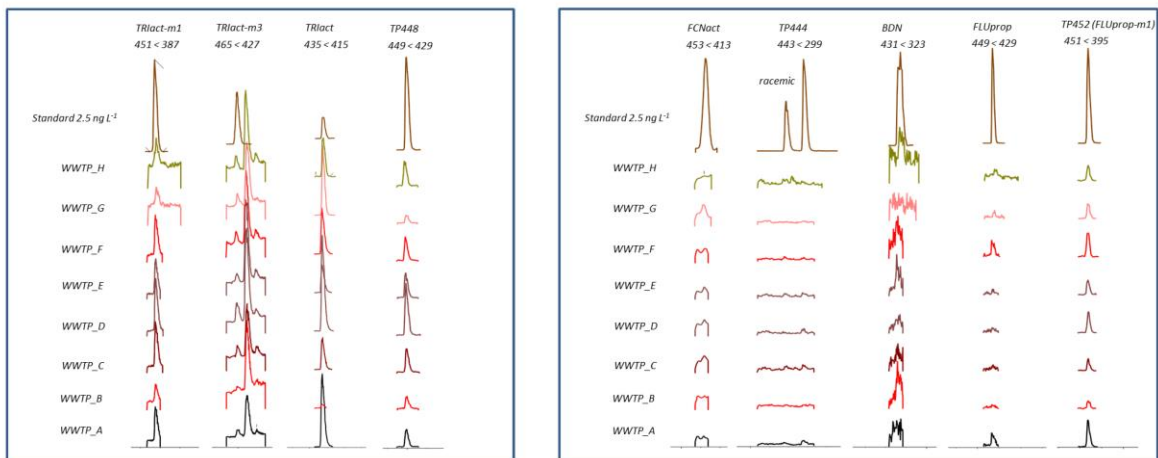 TRIact-m1 TRIact-m3 TRIact TP448
451 < 387 465 < 427 435 < 415 449 < 429
Standard 2.5 ng L-1
WWTP_H
WWTP_G
WWTP_F
WWTP_E
WWTP_D
WWTP_C
WWTP_B
WWTP_A
FCNact TP444 BDN FLUprop TP452 (FLUprop-m1)
453 < 413 443 < 299 431 < 323 449 < 429 451 < 395
racemic
Standard 2.5 ng L-1
WWTP_H
WWTP_G
WWTP_F
WWTP_E
WWTP_D
WWTP_C
WWTP_B
WWTP_A